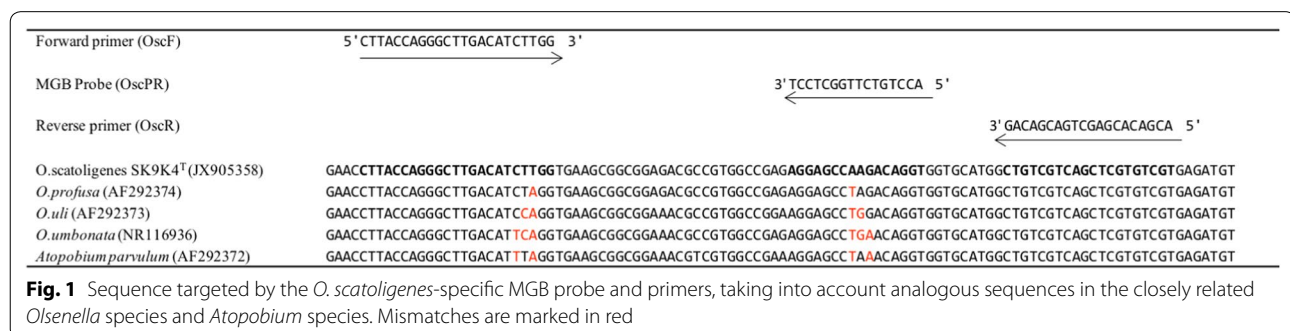 Forward primer (OscF) 5'CTTACCAGGGCTTGACATCTTGG 3'
MGB Probe (OscPR) 3'TCCTCGGTTCTGTCCA 5'
Reverse primer (OscR) 3'GACAGCAGTCGAGCACAGCA 5'
O.scatoligenes SK9K4ᵀ(JX905358) GAACCTTACCAGGGCTTGACATCTTGGTGAAGCGGCGGAGACGCCGTGGCCGAGAGGAGCCAAGACAGGTGGTGCATGGCTGTCGTCAGCTCGTGTCGTGAGATGT
O.profusa (AF292374) GAACCTTACCAGGGCTTGACATCTAGGTGAAGCGGCGGAGACGCCGTGGCCGAGAGGAGCCTAGACAGGTGGTGCATGGCTGTCGTCAGCTCGTGTCGTGAGATGT
O.uli (AF292373) GAACCTTACCAGGGCTTGACATCCAGGTGAAGCGGCGGAAACGCCGTGGCCGGAAGGAGCCTGGACAGGTGGTGCATGGCTGTCGTCAGCTCGTGTCGTGAGATGT
O.umbonata (NR116936) GAACCTTACCAGGGCTTGACATTCAGGTGAAGCGGCGGAAACGCCGTGGCCGAGAGGAGCCTGAACAGGTGGTGCATGGCTGTCGTCAGCTCGTGTCGTGAGATGT
Atopobium parvulum (AF292372) GAACCTTACCAGGGCTTGACATTTAGGTGAAGCGGCGGAAACGTCGTGGCCGAAAGGAGCCTAAACAGGTGGTGCATGGCTGTCGTCAGCTCGTGTCGTGAGATGT
Fig. 1 Sequence targeted by the O. scatoligenes-specific MGB probe and primers, taking into account analogous sequences in the closely related
Olsenella species and Atopobium species. Mismatches are marked in red